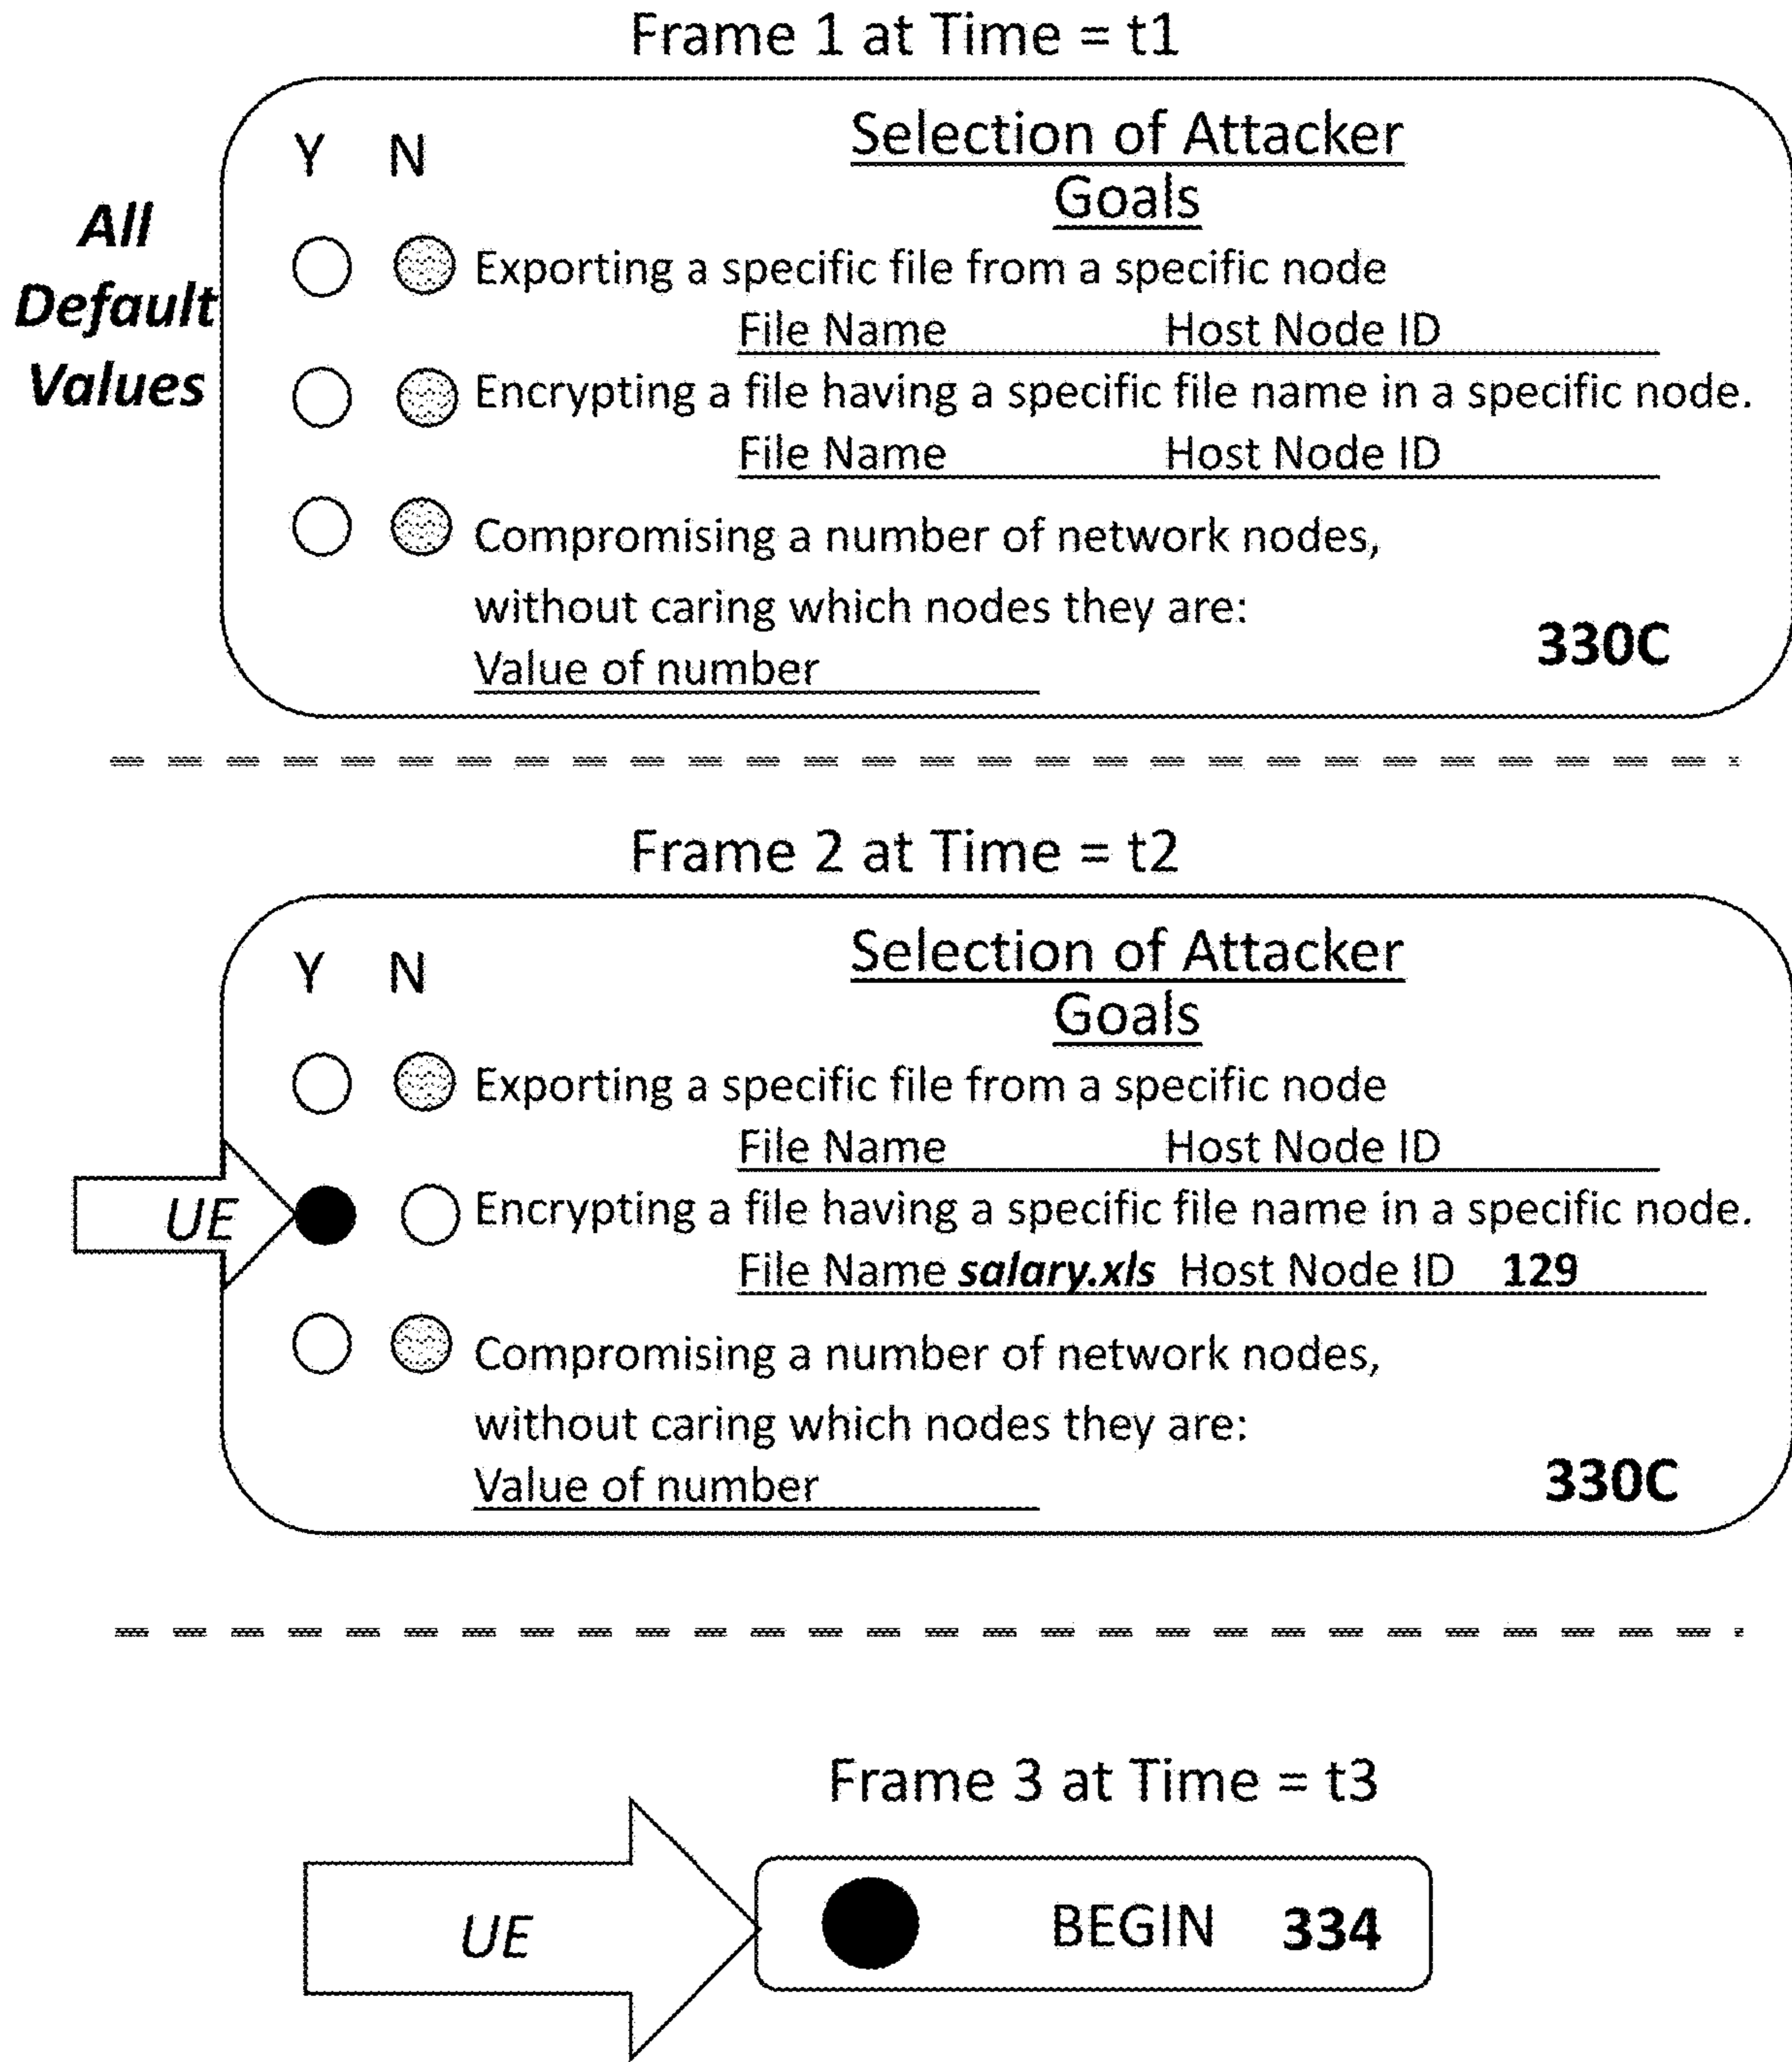 Frame 1 at Time = t1
All
Default
Values
Y N
Selection of Attacker
Goals
Exporting a specific file from a specific node
File Name Host Node ID
Encrypting a file having a specific file name in a specific node.
File Name Host Node ID
Compromising a number of network nodes,
without caring which nodes they are:
Value of number
330C
Frame 2 at Time = t2
Y N
Selection of Attacker
Goals
Exporting a specific file from a specific node
File Name Host Node ID
UE
Encrypting a file having a specific file name in a specific node.
File Name salary.xls Host Node ID 129
Compromising a number of network nodes,
without caring which nodes they are:
Value of number
330C
Frame 3 at Time = t3
UE
BEGIN 334